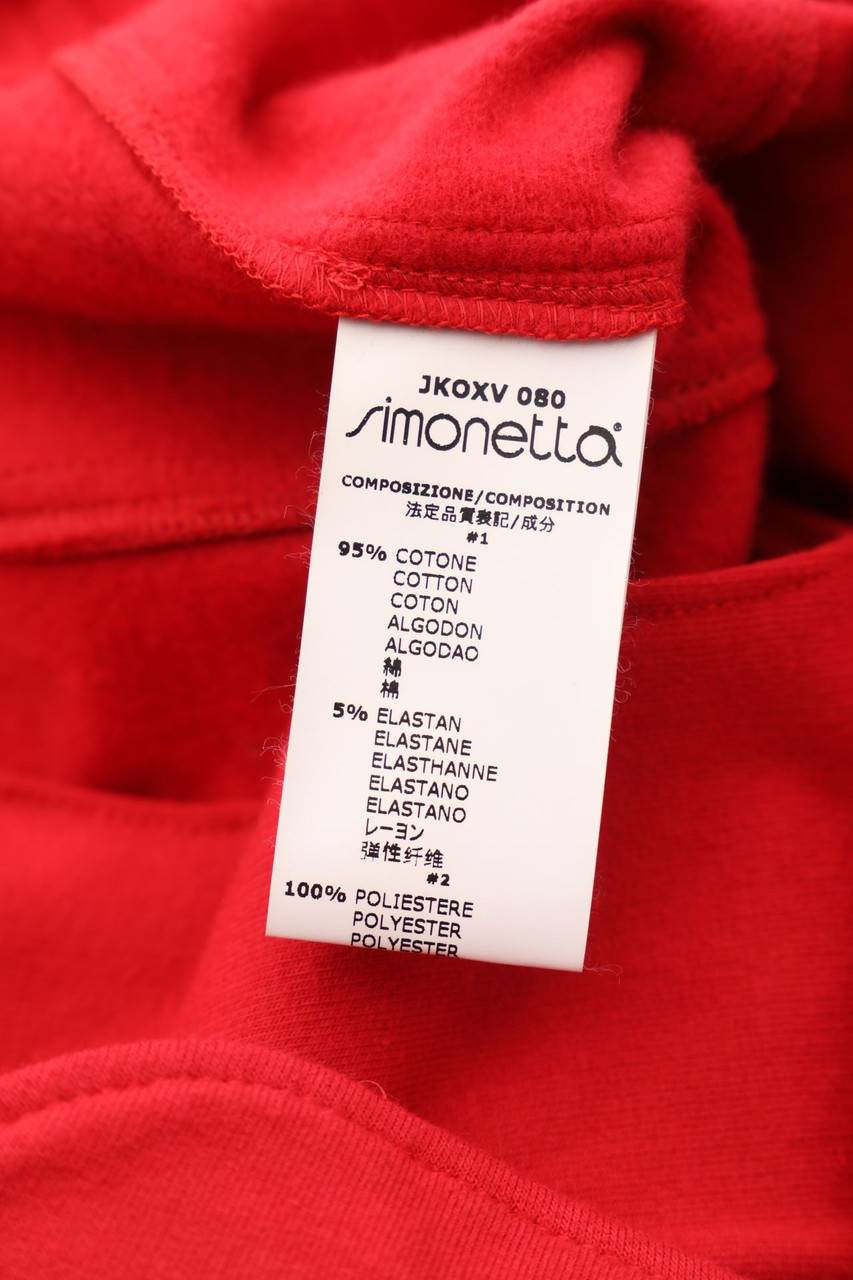 JKOXV 080
simonetta®
COMPOSIZIONE/COMPOSITION
法定品質表記/成分
#1
95% COTONE
COTTON
COTON
ALGODON
ALGODAO
綿
棉
5% ELASTAN
ELASTANE
ELASTHANNE
ELASTANO
ELASTANO
レーヨン
弹性纤维
#2
100% POLIESTERE
POLYESTER
POLYESTER